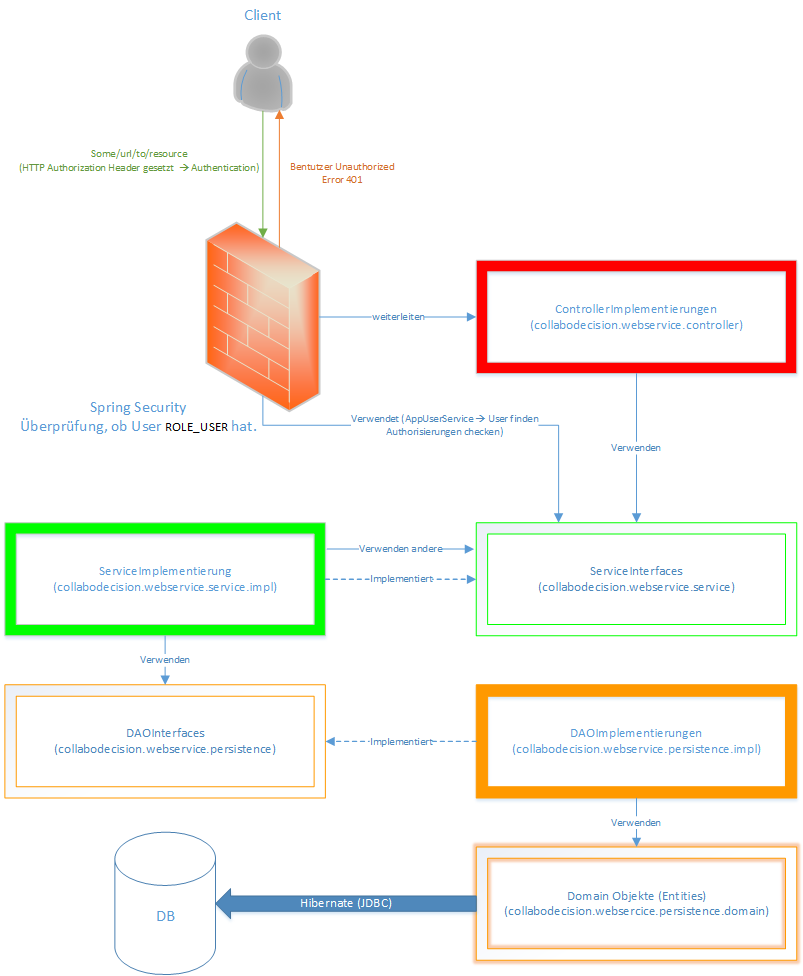 Client
Some/url/to/resource
(HTTP Authorization Header gesetzt → Authentication)
Bentutzer Unauthorized
Error 401
weiterleiten
ControllerImplementierungen
(collabodecision.webservice.controller)
Spring Security
Überprüfung, ob User ROLE_USER hat.
Verwendet (AppUserService → User finden
Authorisierungen checken)
Verwenden
ServiceImplementierung
(collabodecision.webservice.service.impl)
Verwenden andere
Implementiert
ServiceInterfaces
(collabodecision.webservice.service)
Verwenden
DAOInterfaces
(collabodecision.webservice.persistence)
Implementiert
DAOImplementierungen
(collabodecision.webservice.persistence.impl)
Verwenden
DB
Hibernate (JDBC)
Domain Objekte (Entities)
(collabodecision.websercice.persistence.domain)